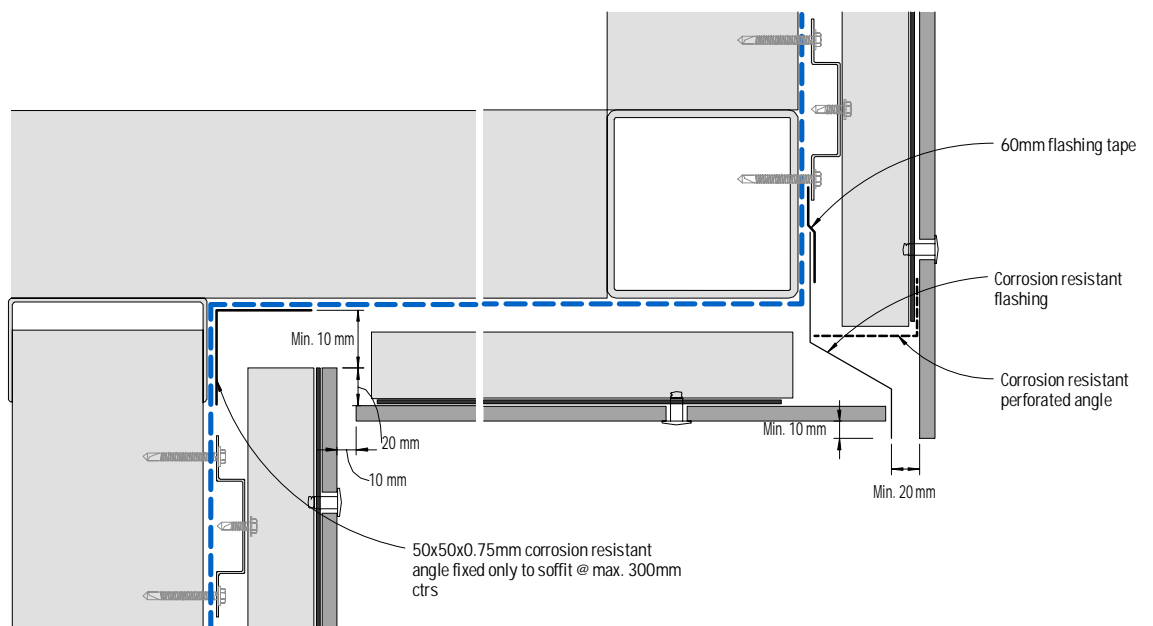 60mm flashing tape
Corrosion resistant
flashing
Min. 10 mm
Corrosion resistant
perforated angle
Min. 10 mm
20 mm
10 mm
Min. 20 mm
50x50x0.75mm corrosion resistant
angle fixed only to soffit @ max. 300mm
ctrs